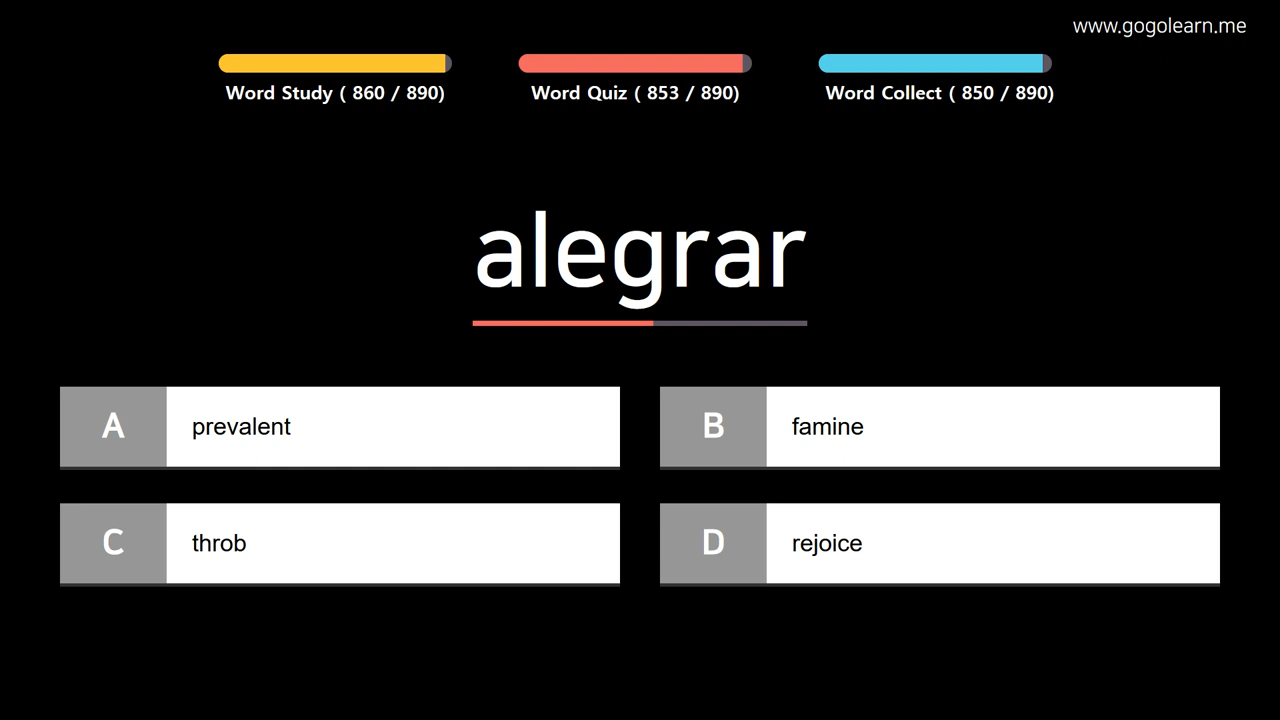 www.gogolearn.me
Word Study ( 860 / 890)
Word Quiz ( 853 / 890)
Word Collect ( 850 / 890)
alegrar
A prevalent
B famine
C throb
D rejoice